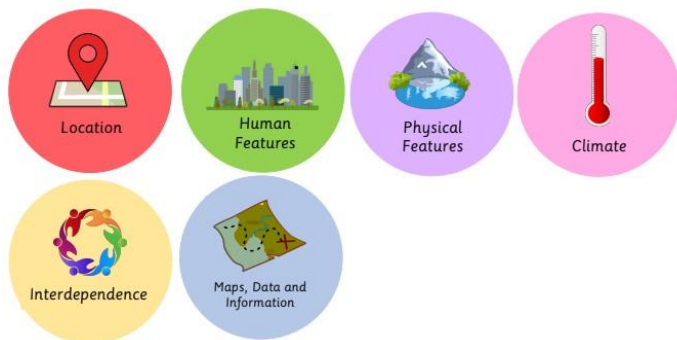 Location
Human
Features
Physical
Features
Climate
Interdependence
Maps, Data and
Information